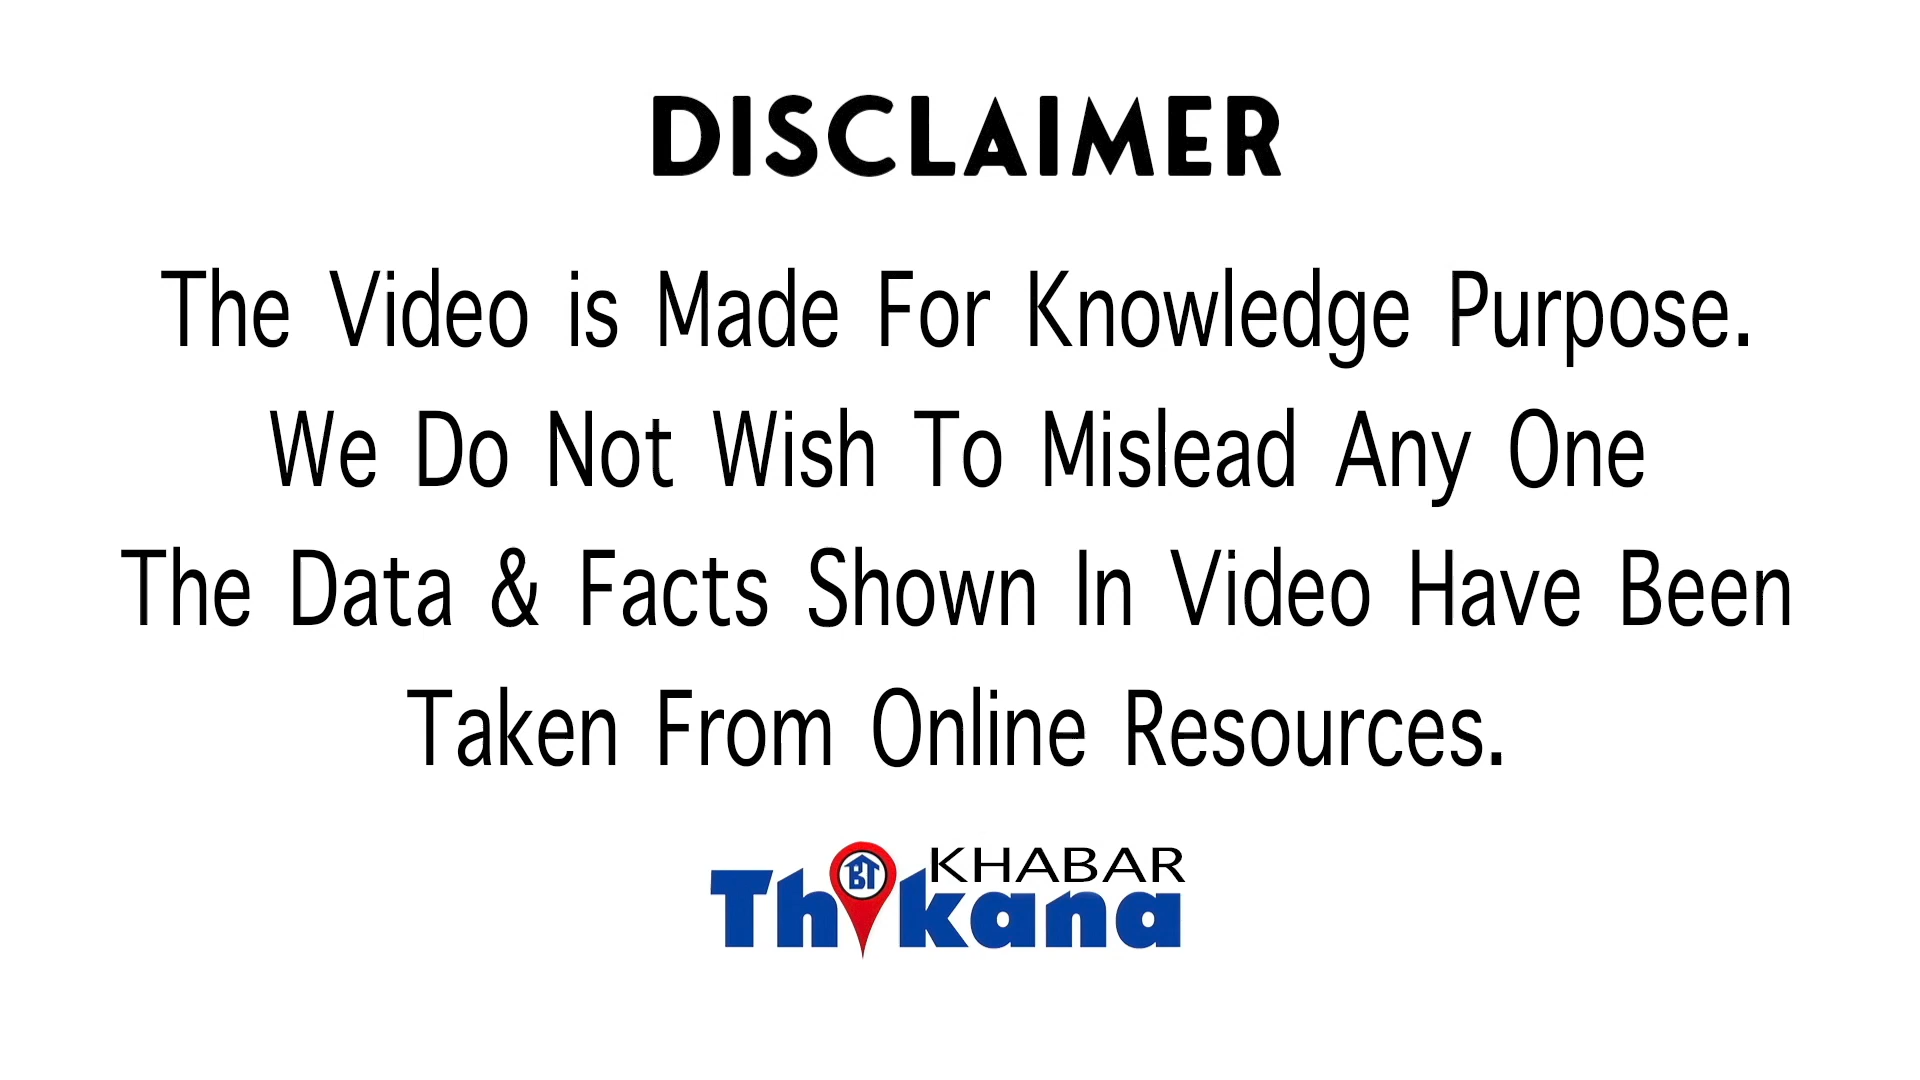 DISCLAIMER
The Video is Made For Knowledge Purpose.
We Do Not Wish To Mislead Any One
The Data & Facts Shown In Video Have Been
Taken From Online Resources.
KHABAR
BT
Thikana